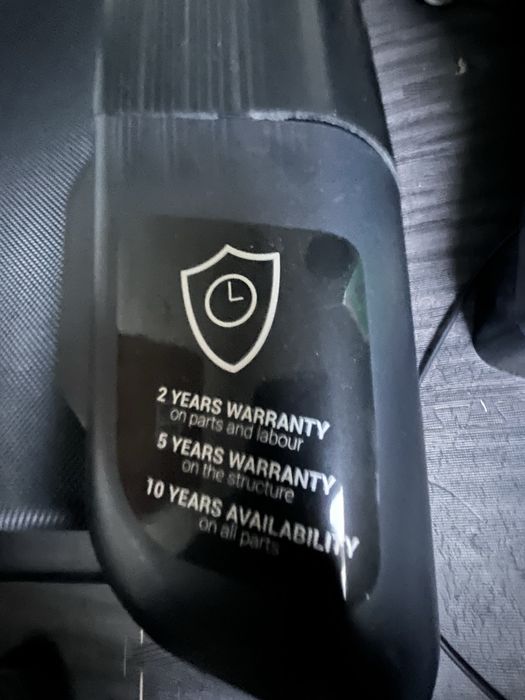 2 YEARS WARRANTY
on parts and labour
5 YEARS WARRANTY
on the structure
10 YEARS AVAILABILITY
on all parts